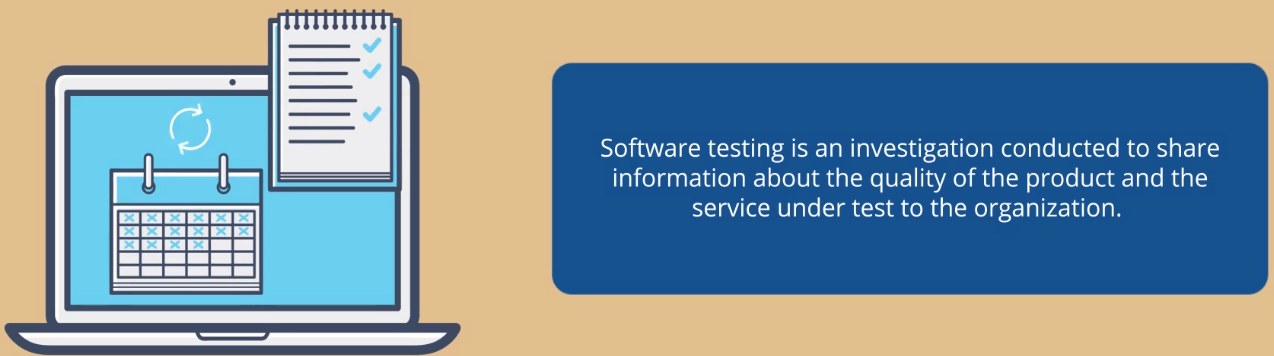 Software testing is an investigation conducted to share
information about the quality of the product and the
service under test to the organization.